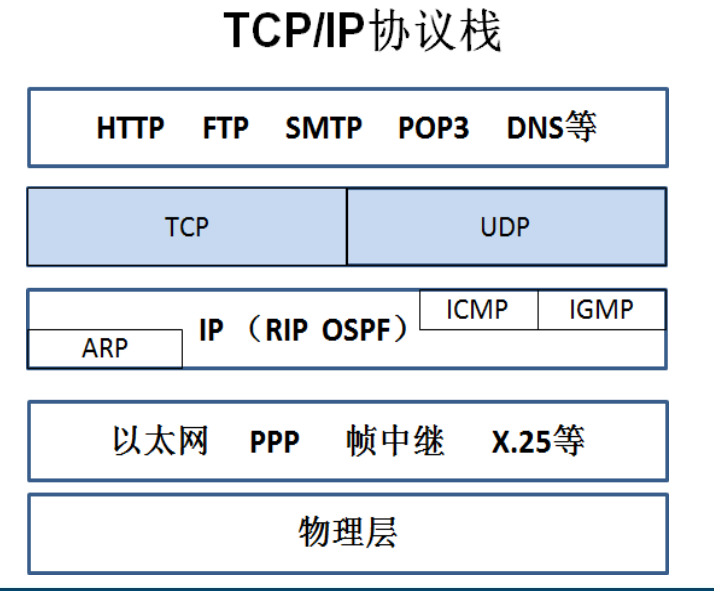 TCP/IP协议栈
HTTP FTP SMTP POP3 DNS等
TCP UDP
ICMP IGMP
IP （RIP OSPF）
ARP
以太网 PPP 帧中继 X.25等
物理层